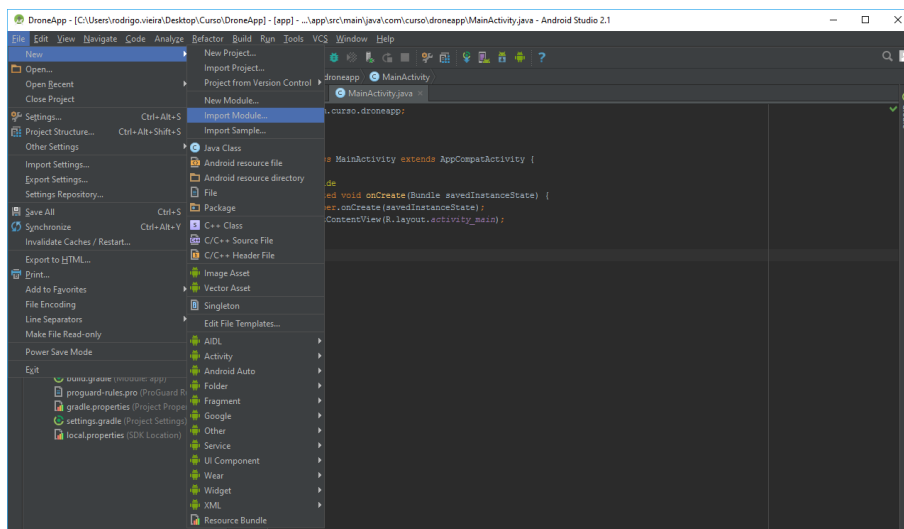 DroneApp - [C:\Users\rodrigo.vieira\Desktop\Curso\DroneApp] - [app] - ...\app\src\main\java\com\curso\droneapp\MainActivity.java - Android Studio 2.1
File Edit View Navigate Code Analyze Refactor Build Run Tools VCS Window Help
New
Open...
Open Recent
Close Project
Settings... Ctrl+Alt+S
Project Structure... Ctrl+Alt+Shift+S
Other Settings
Import Settings...
Export Settings...
Settings Repository...
Save All Ctrl+S
Synchronize Ctrl+Alt+Y
Invalidate Caches / Restart...
Export to HTML...
Print...
Add to Favorites
File Encoding
Line Separators
Make File Read-only
Power Save Mode
Exit
build.gradle (Module: app)
proguard-rules.pro (ProGuard R
gradle.properties (Project Proper
settings.gradle (Project Settings)
local.properties (SDK Location)
New Project...
Import Project...
Project from Version Control
New Module...
Import Module...
Import Sample...
Java Class
Android resource file
Android resource directory
File
Package
C++ Class
C/C++ Source File
C/C++ Header File
Image Asset
Vector Asset
Singleton
Edit File Templates...
AIDL
Activity
Android Auto
Folder
Fragment
Google
Other
Service
UI Component
Wear
Widget
XML
Resource Bundle
droneapp MainActivity
MainActivity.java
.curso.droneapp;
s MainActivity extends AppCompatActivity {
de
ed void onCreate(Bundle savedInstanceState) {
er.onCreate(savedInstanceState);
ContentView(R.layout.activity_main);